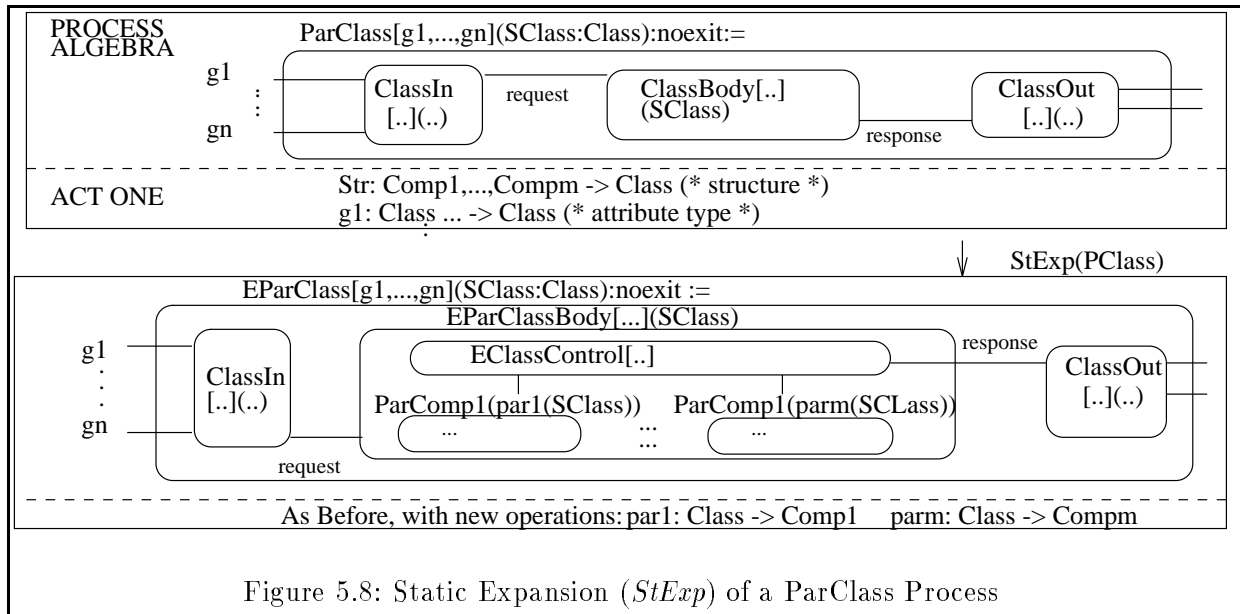 PROCESS ALGEBRA
ParClass[g1,...,gn](SClass:Class):noexit:=
g1
:
:
gn
ClassIn
[..](..)
request
ClassBody[..]
(SClass)
response
ClassOut
[..](..)
ACT ONE
Str: Comp1,...,Compm -> Class (* structure *)
g1: Class ... -> Class (* attribute type *)
:
StExp(PClass)
EParClass[g1,...,gn](SClass:Class):noexit :=
EParClassBody[...](SClass)
g1
:
:
gn
ClassIn
[..](..)
request
EClassControl[..]
ParComp1(par1(SClass)) ParComp1(parm(SCLass))
... ... ...
...
response
ClassOut
[..](..)
As Before, with new operations: par1: Class -> Comp1 parm: Class -> Compm
Figure 5.8: Static Expansion (StExp) of a ParClass Process